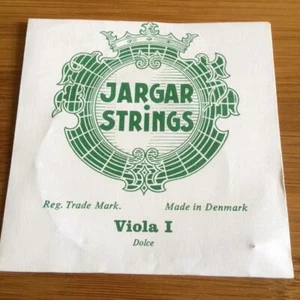 JARGAR
STRINGS
Reg. Trade Mark. Made in Denmark
Viola I
Dolce